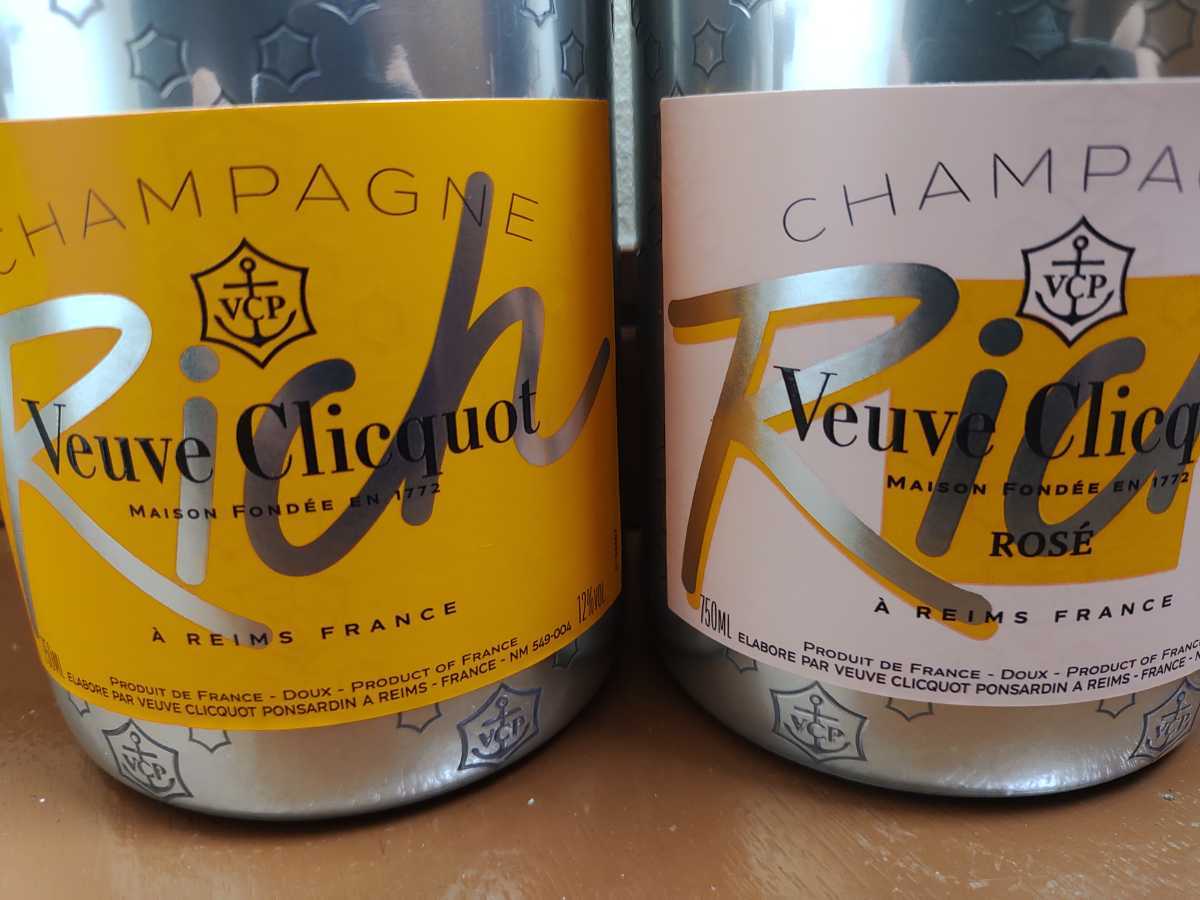 CHAMPAGNE
VCP
Rich
Veuve Clicquot
MAISON FONDÉE EN 1772
À REIMS FRANCE
12%VOL
PRODUIT DE FRANCE - DOUX - PRODUCT OF FRANCE
ELABORE PAR VEUVE CLICQUOT PONSARDIN A REIMS - FRANCE - NM 549-004
VCP
VCP
CHAMPA
VCP
Rich
Veuve Clicq
MAISON FONDÉE EN 1772
ROSÉ
À REIMS FRANCE
750ML
PRODUIT DE FRANCE - DOUX - PRODUCT OF FRANC
ELABORE PAR VEUVE CLICQUOT PONSARDIN A REIMS - FRANCE -
VCP
VCP